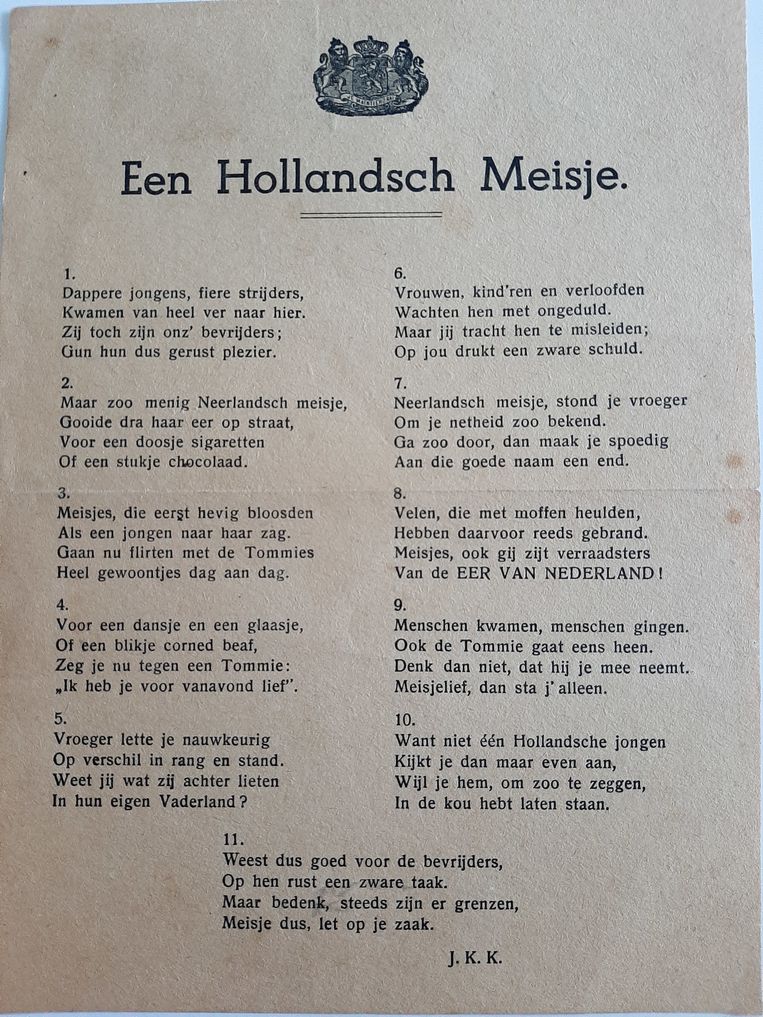 Een Hollandsch Meisje.
1.
Dappere jongens, fiere strijders,
Kwamen van heel ver naar hier.
Zij toch zijn onz' bevrijders;
Gun hun dus gerust plezier.
2.
Maar zoo menig Neerlandsch meisje,
Gooide dra haar eer op straat,
Voor een doosje sigaretten
Of een stukje chocolaad.
3.
Meisjes, die eerst hevig bloosden
Als een jongen naar haar zag.
Gaan nu flirten met de Tommies
Heel gewoontjes dag aan dag.
4.
Voor een dansje en een glaasje,
Of een blikje corned beaf,
Zeg je nu tegen een Tommie:
„Ik heb je voor vanavond lief”.
5.
Vroeger lette je nauwkeurig
Op verschil in rang en stand.
Weet jij wat zij achter lieten
In hun eigen Vaderland?
6.
Vrouwen, kind'ren en verloofden
Wachten hen met ongeduld.
Maar jij tracht hen te misleiden;
Op jou drukt een zware schuld.
7.
Neerlandsch meisje, stond je vroeger
Om je netheid zoo bekend.
Ga zoo door, dan maak je spoedig
Aan die goede naam een end.
8.
Velen, die met moffen heulden,
Hebben daarvoor reeds gebrand.
Meisjes, ook gij zijt verraadsters
Van de EER VAN NEDERLAND!
9.
Menschen kwamen, menschen gingen.
Ook de Tommie gaat eens heen.
Denk dan niet, dat hij je mee neemt.
Meisjelief, dan sta j' alleen.
10.
Want niet één Hollandsche jongen
Kijkt je dan maar even aan,
Wijl je hem, om zoo te zeggen,
In de kou hebt laten staan.
11.
Weest dus goed voor de bevrijders,
Op hen rust een zware taak.
Maar bedenk, steeds zijn er grenzen,
Meisje dus, let op je zaak.
J. K. K.